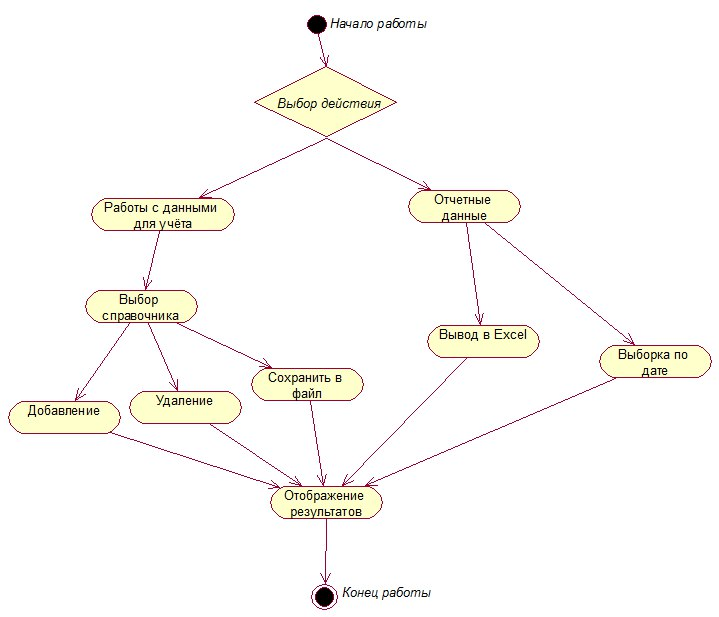 Начало работы
Выбор действия
Работы с данными
для учёта
Отчетные
данные
Выбор
справочника
Вывод в Excel
Выборка по
дате
Добавление
Удаление
Сохранить в
файл
Отображение
результатов
Конец работы